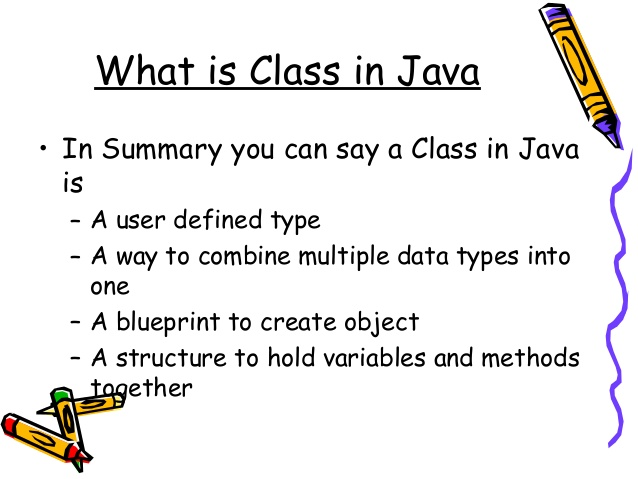 What is Class in Java
• In Summary you can say a Class in Java
is
– A user defined type
– A way to combine multiple data types into
one
– A blueprint to create object
– A structure to hold variables and methods
together